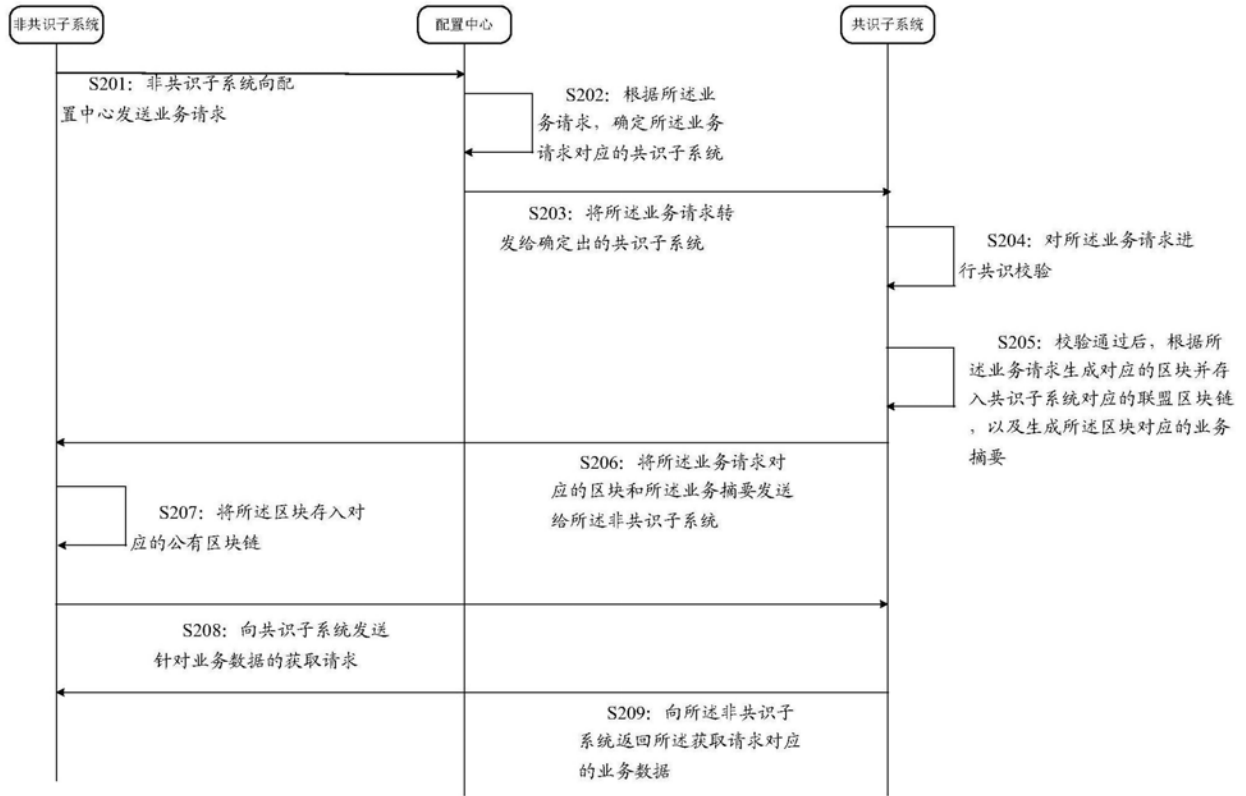 非共识子系统
配置中心
共识子系统
S201：非共识子系统向配
置中心发送业务请求
S202：根据所述业
务请求，确定所述业务
请求对应的共识子系统
S203：将所述业务请求转
发给确定出的共识子系统
S204：对所述业务请求进
行共识校验
S205：校验通过后，根据所
述业务请求生成对应的区块并存
入共识子系统对应的联盟区块链
，以及生成所述区块对应的业务
摘要
S206：将所述业务请求对
应的区块和所述业务摘要发送
给所述非共识子系统
S207：将所述区块存入对
应的公有区块链
S208：向共识子系统发送
针对业务数据的获取请求
S209：向所述非共识子
系统返回所述获取请求对应
的业务数据